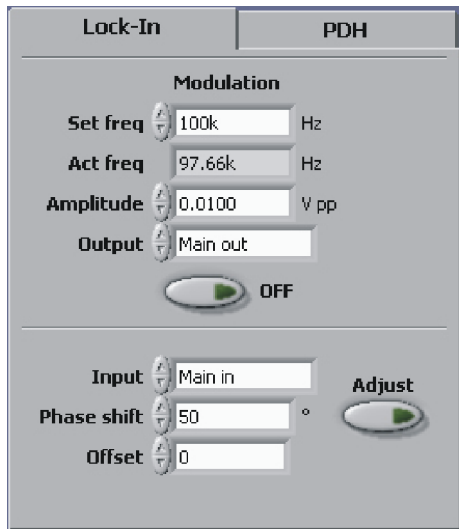 Lock-In PDH
Modulation
Set freq 100k Hz
Act freq 97.66k Hz
Amplitude 0.0100 V pp
Output Main out
OFF
Input Main in
Adjust
Phase shift 50 °
Offset 0